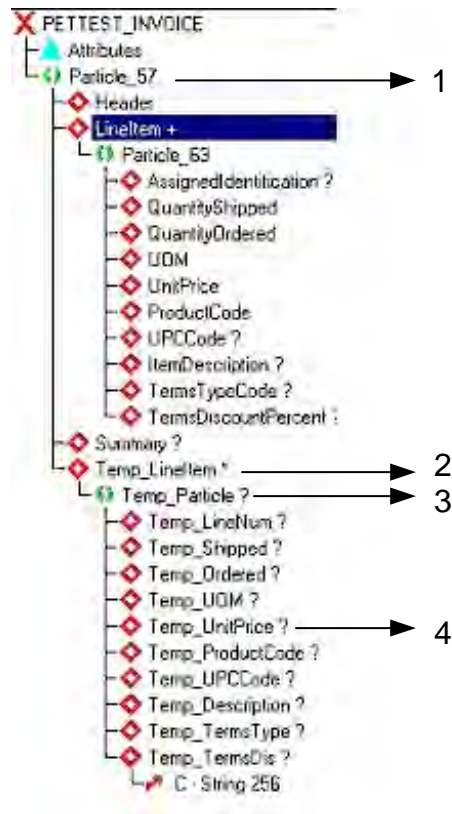 PETTEST_INVOICE
Attributes
Particle_57 1
Header
LineItem +
Particle_63
AssignedIdentification ?
QuantityShipped
QuantityOrdered
UOM
UnitPrice
ProductCode
UPCCode ?
ItemDescription ?
TermsTypeCode ?
TermsDiscountPercent ?
Summary ?
Temp_LineItem * 2
Temp_Particle ? 3
Temp_LineNum ?
Temp_Shipped ?
Temp_Ordered ?
Temp_UOM ?
Temp_UnitPrice ? 4
Temp_ProductCode ?
Temp_UPCCode ?
Temp_Description ?
Temp_TermsType ?
Temp_TermsDis ?
C - String 256